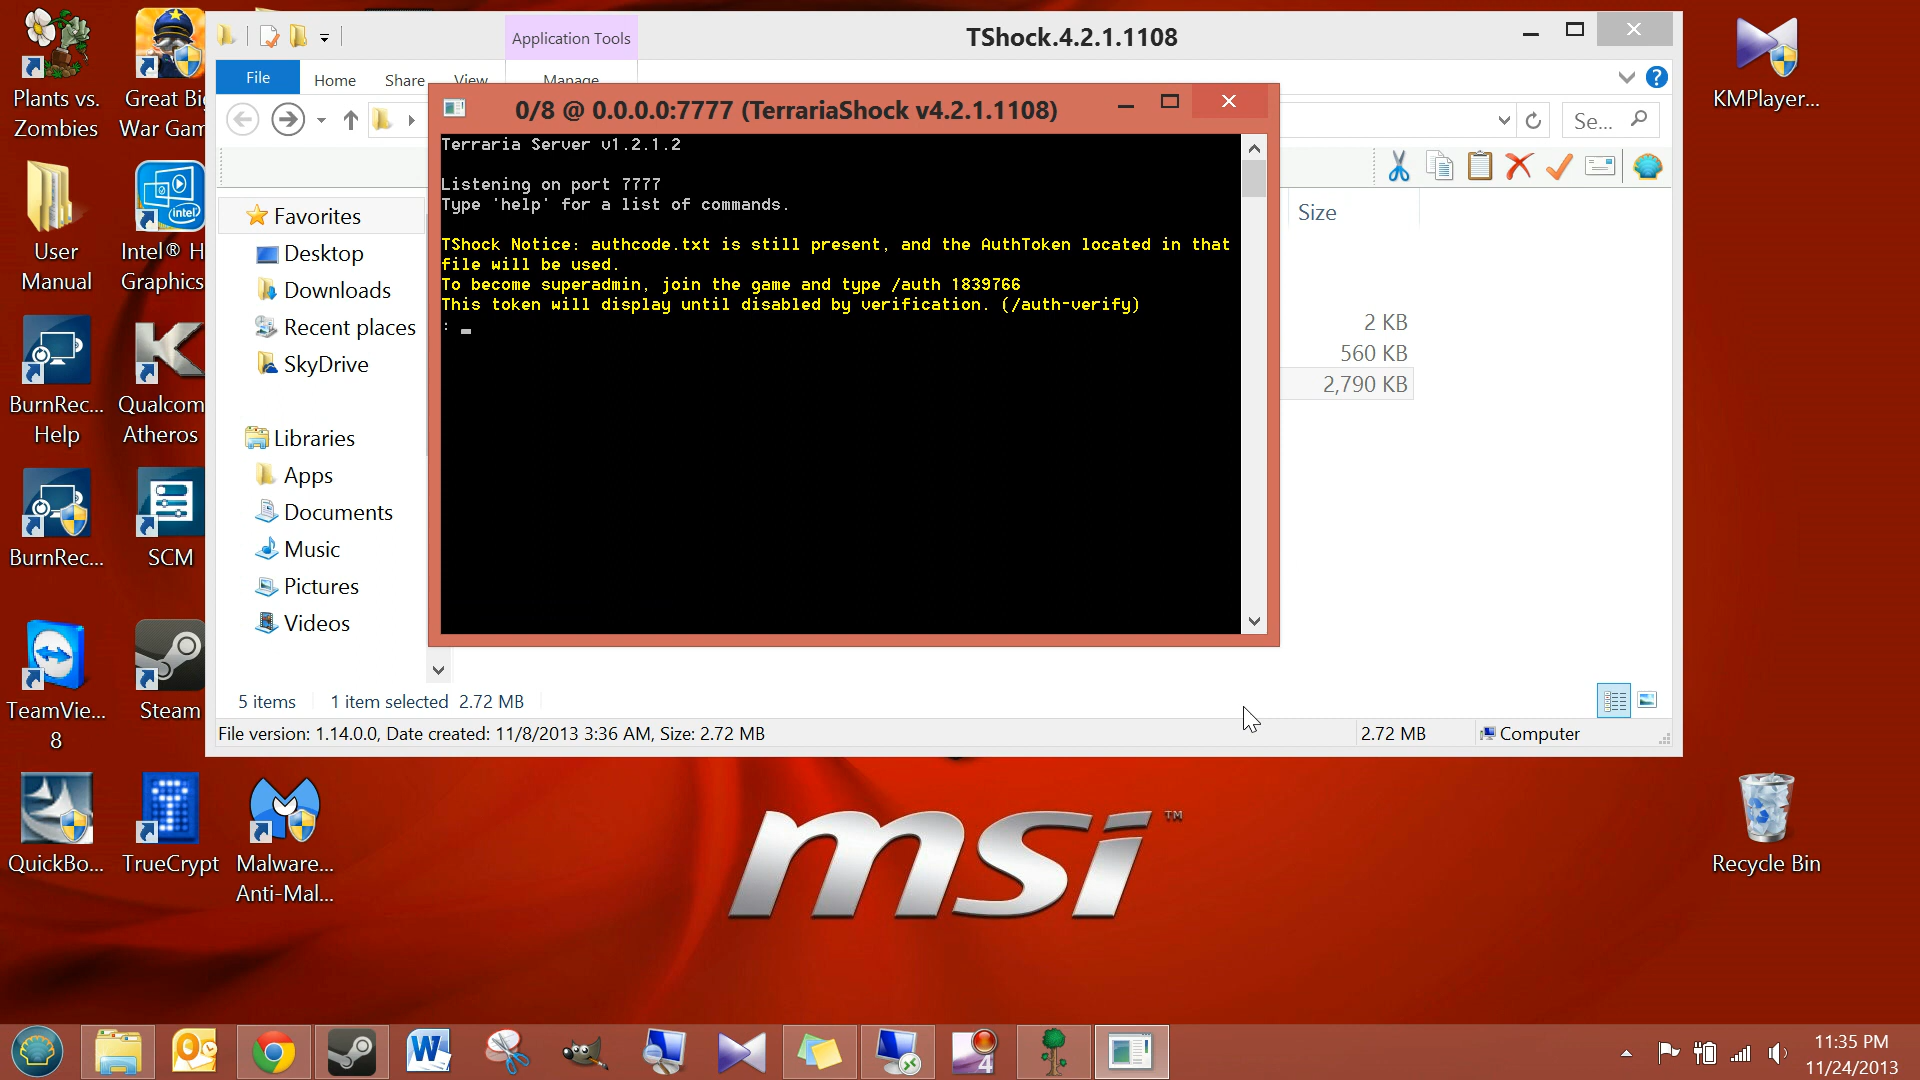 TShock.4.2.1.1108
Application Tools
File
Home
Share
View
Manage
Se...
0/8 @ 0.0.0.0:7777 (TerrariaShock v4.2.1.1108)
Terraria Server v1.2.1.2
Listening on port 7777
Type 'help' for a list of commands.
TShock Notice: authcode.txt is still present, and the AuthToken located in that
file will be used.
To become superadmin, join the game and type /auth 1839766
This token will display until disabled by verification. (/auth-verify)
:
Favorites
Desktop
Downloads
Recent places
SkyDrive
Libraries
Apps
Documents
Music
Pictures
Videos
Size
2 KB
560 KB
2,790 KB
5 items
1 item selected 2.72 MB
File version: 1.14.0.0, Date created: 11/8/2013 3:36 AM, Size: 2.72 MB
2.72 MB
Computer
Plants vs.
Zombies
Great Big
War Gam
User
Manual
Intel® H
Graphics
intel
BurnRec...
Help
Qualcom
Atheros
BurnRec...
SCM
TeamVie...
8
Steam
QuickBo...
TrueCrypt
Malware...
Anti-Mal...
KMPlayer...
Recycle Bin
msi™
4
11:35 PM
11/24/2013